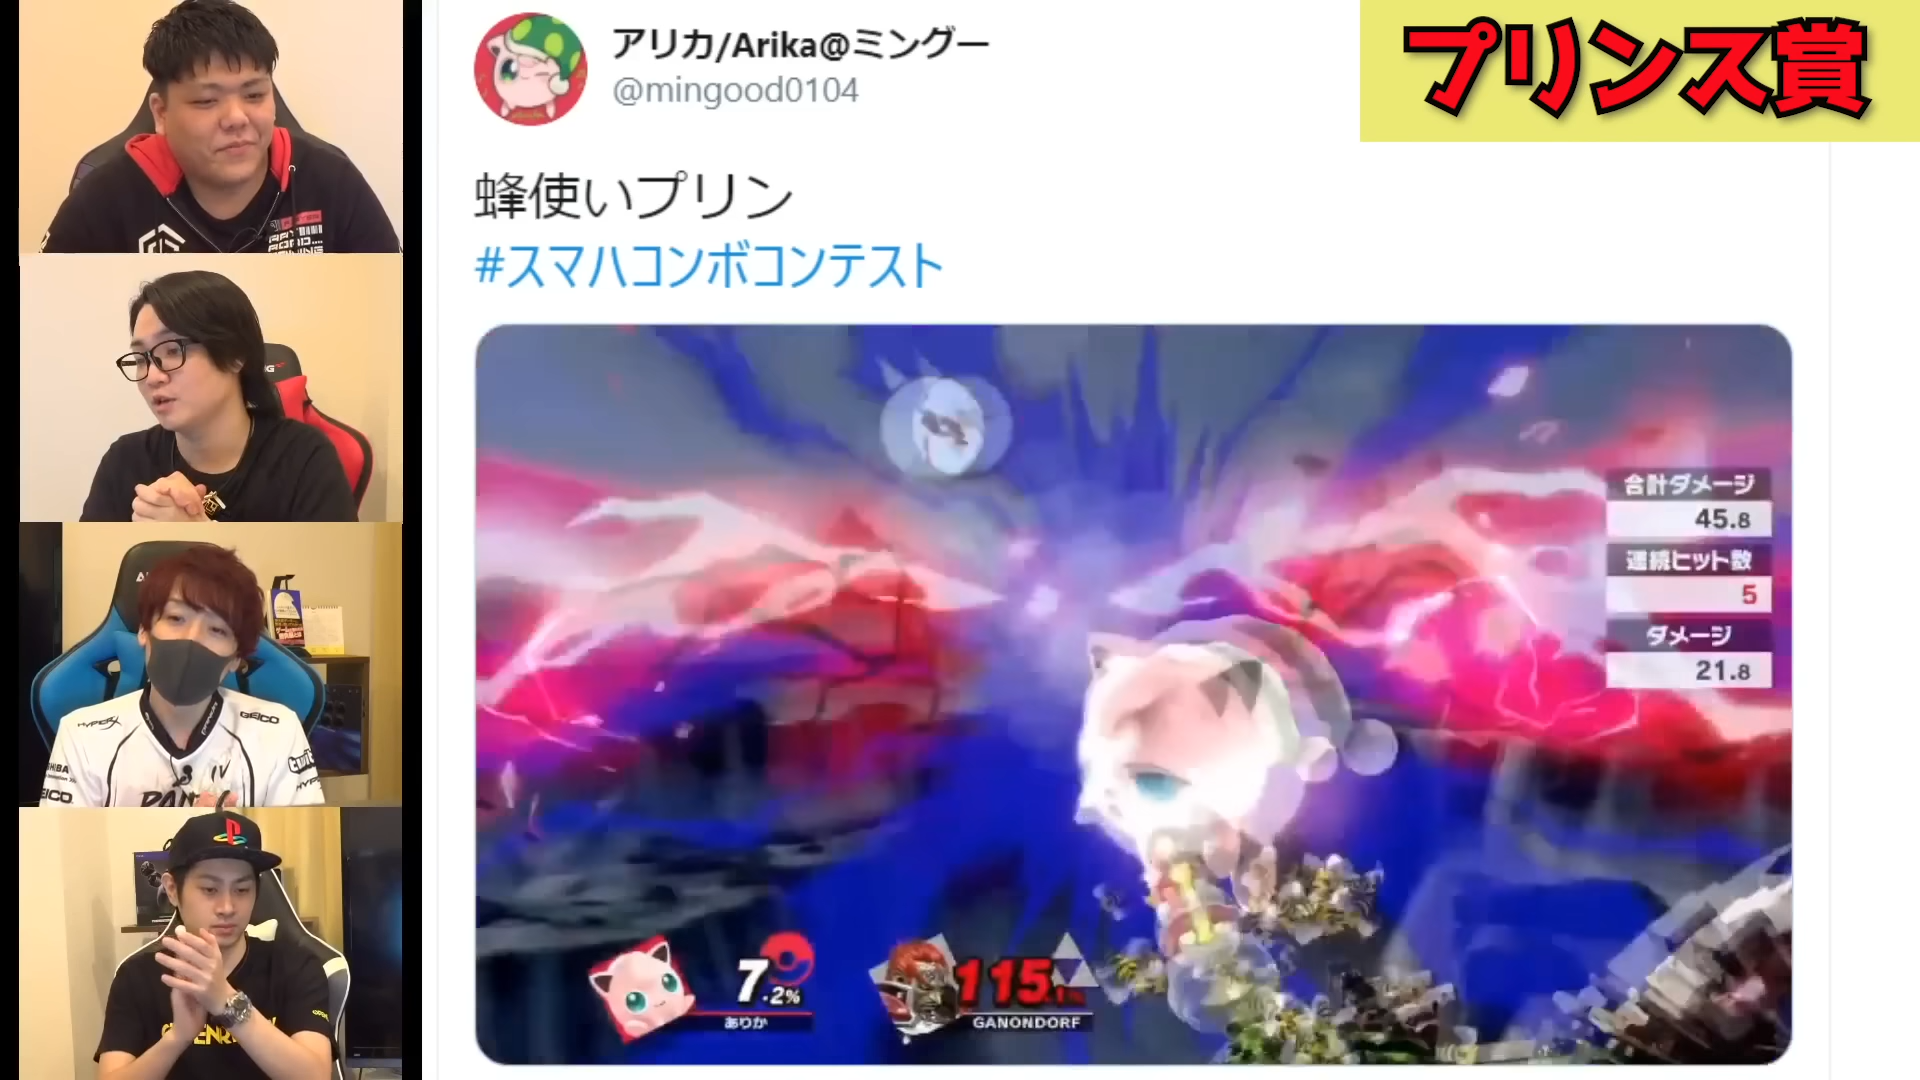 アリカ/Arika@ミングー
@mingood0104
プリンス賞
蜂使いプリン
#スマハコンボコンテスト
合計ダメージ
45.8
連続ヒット数
5
ダメージ
21.8
7.2%
ありか
115.1%
GANONDORF
HYPERX
GEICO